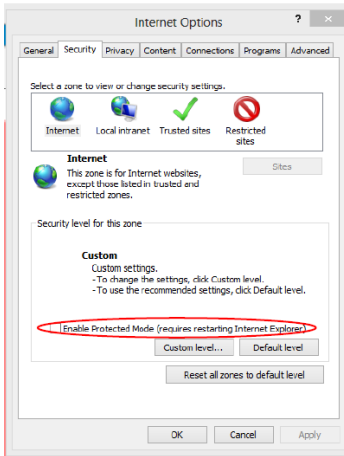 Internet Options
?
General Security Privacy Content Connections Programs Advanced
Select a zone to view or change security settings.
Internet Local intranet Trusted sites Restricted
sites
Internet
Sites
This zone is for Internet websites,
except those listed in trusted and
restricted zones.
Security level for this zone
Custom
Custom settings.
- To change the settings, click Custom level.
- To use the recommended settings, click Default level.
Enable Protected Mode (requires restarting Internet Explorer)
Custom level... Default level
Reset all zones to default level
OK Cancel Apply